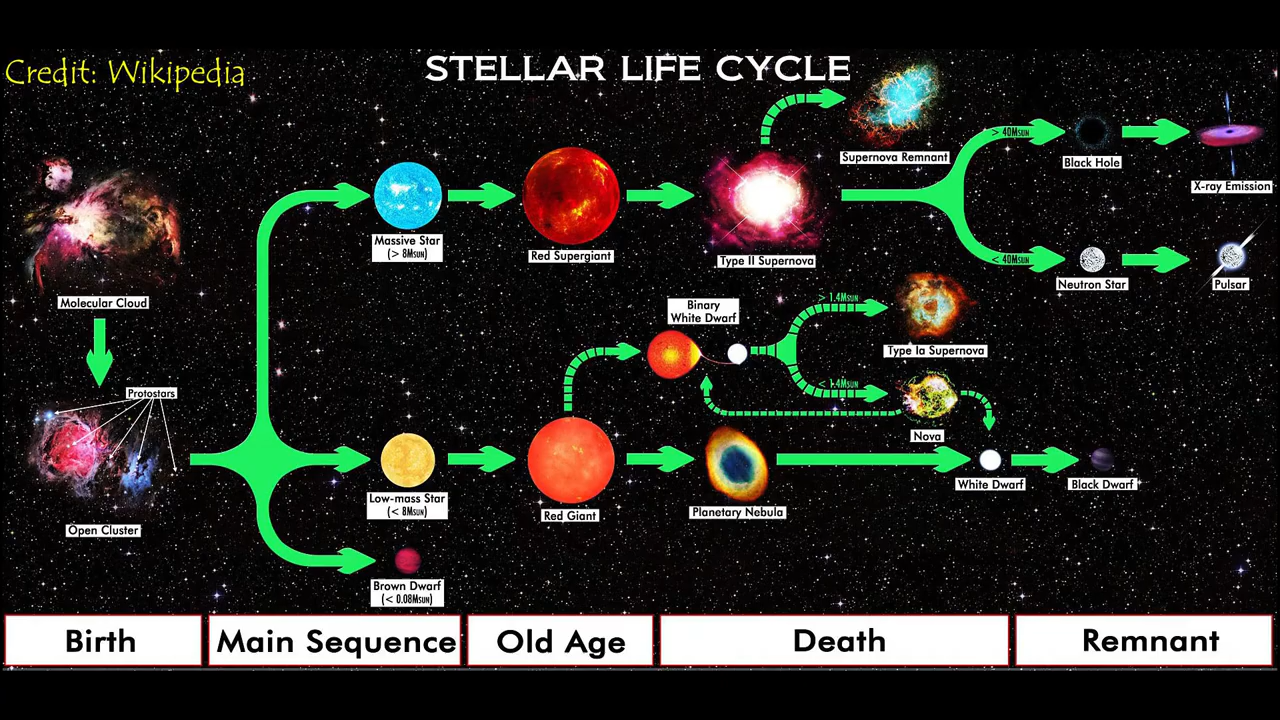 Credit: Wikipedia
STELLAR LIFE CYCLE
Supernova Remnant
> 40MSUN
Black Hole
X-ray Emission
Massive Star
(> 8MSUN)
Red Supergiant
Type II Supernova
< 40MSUN
Neutron Star
Pulsar
Molecular Cloud
Binary
White Dwarf
> 1.4MSUN
Type Ia Supernova
< 1.4MSUN
Nova
Protostars
Open Cluster
Low-mass Star
(< 8MSUN)
Red Giant
Planetary Nebula
White Dwarf
Black Dwarf
Brown Dwarf
(< 0.08MSUN)
Birth
Main Sequence
Old Age
Death
Remnant